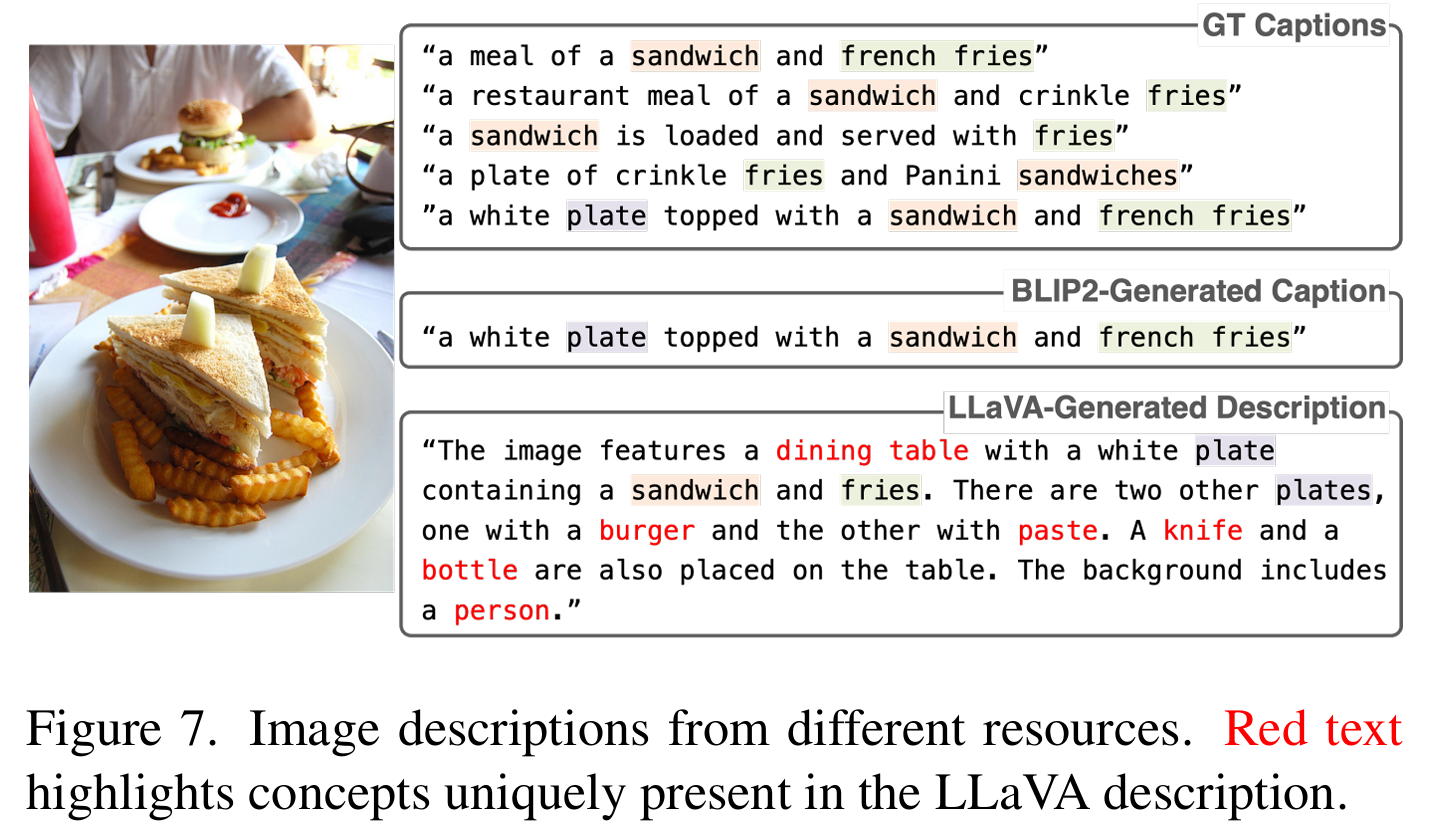 GT Captions
“a meal of a sandwich and french fries”
“a restaurant meal of a sandwich and crinkle fries”
“a sandwich is loaded and served with fries”
“a plate of crinkle fries and Panini sandwiches”
”a white plate topped with a sandwich and french fries”
BLIP2-Generated Caption
“a white plate topped with a sandwich and french fries”
LLaVA-Generated Description
“The image features a dining table with a white plate
containing a sandwich and fries. There are two other plates,
one with a burger and the other with paste. A knife and a
bottle are also placed on the table. The background includes
a person.”
Figure 7. Image descriptions from different resources. Red text
highlights concepts uniquely present in the LLaVA description.